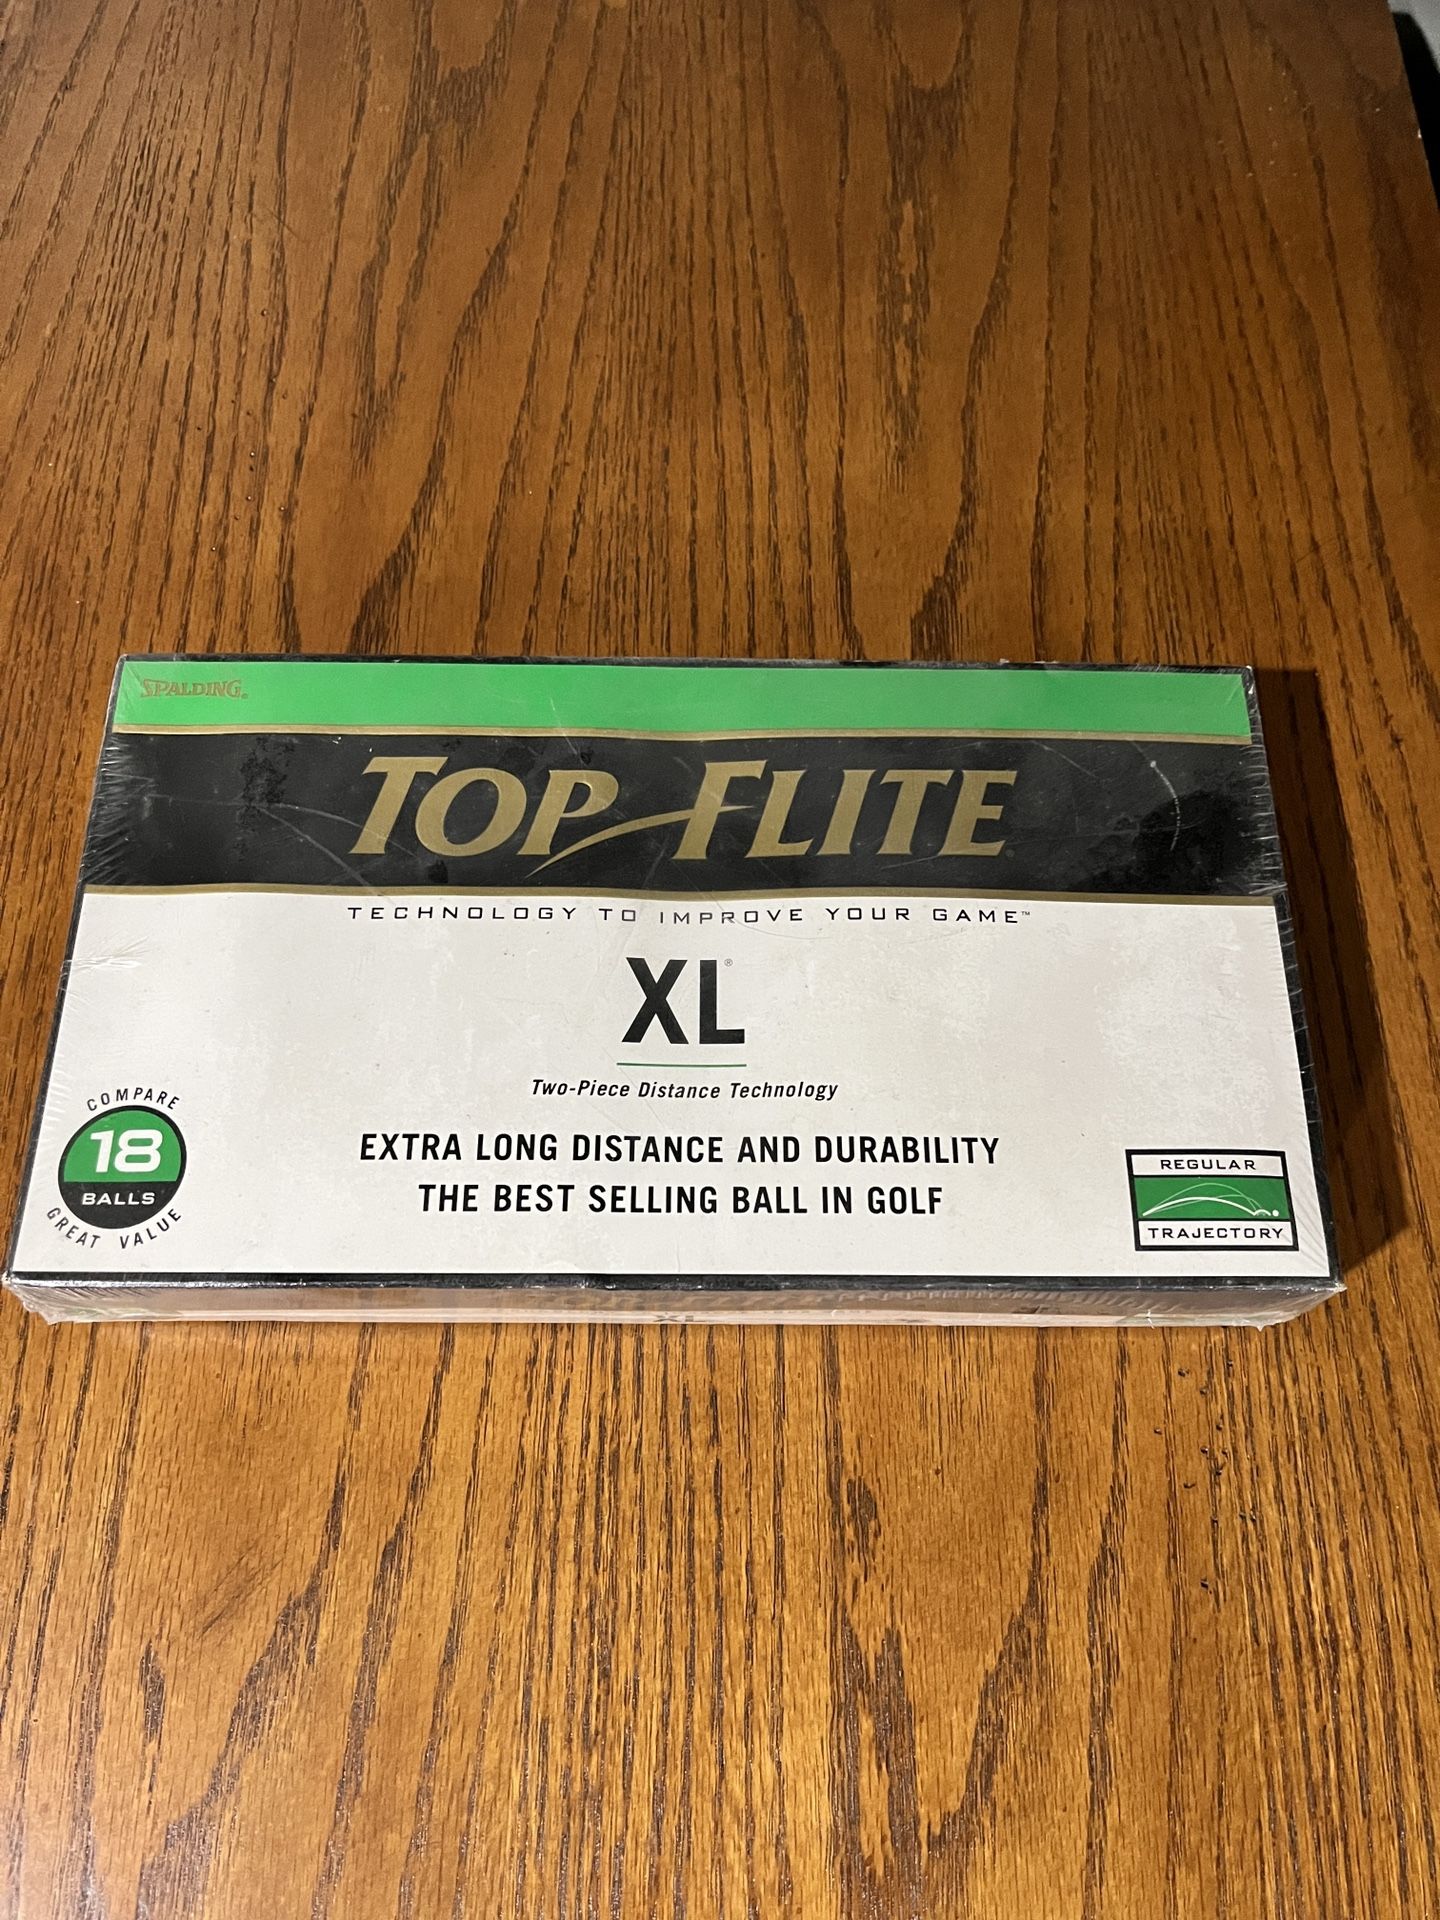 SPALDING®
TOP FLITE®
TECHNOLOGY TO IMPROVE YOUR GAME™
XL®
Two-Piece Distance Technology
EXTRA LONG DISTANCE AND DURABILITY
THE BEST SELLING BALL IN GOLF
COMPARE
18
BALLS
GREAT VALUE
REGULAR
TRAJECTORY
XL